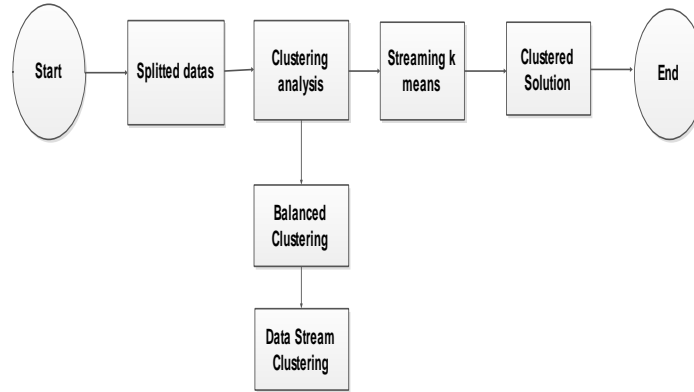 Start
Splitted datas
Clustering
analysis
Streaming k
means
Clustered
Solution
End
Balanced
Clustering
Data Stream
Clustering